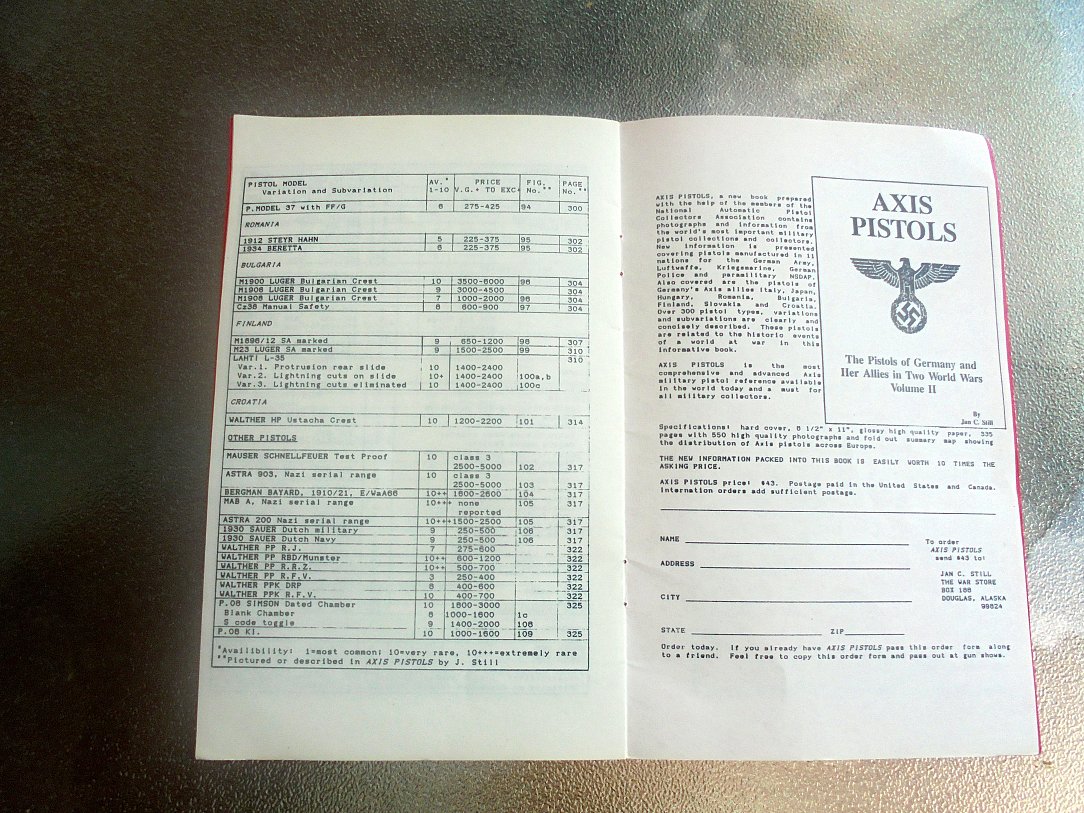 PISTOL MODEL AV.* PRICE FIG. PAGE
Variation and Subvariation 1-10 V.G.+ TO EXC+ No.** No.**
P.MODEL 37 with FF/G 6 275-425 94 300
ROMANIA
1912 STEYR HAHN 5 225-375 95 302
1934 BERETTA 6 225-375 95 302
BULGARIA
M1900 LUGER Bulgarian Crest 10 3500-6000 96 304
M1906 LUGER Bulgarian Crest 9 3000-4500 304
M1908 LUGER Bulgarian Crest 7 1000-2000 96 304
Cz38 Manual Safety 8 600-900 97 304
FINLAND
M1896/12 SA marked 9 650-1200 98 307
M23 LUGER SA marked 9 1500-2500 99 310
LAHTI L-35 310
Var.1. Protrusion rear slide 10 1400-2400
Var.2. Lightning cuts on slide 10+ 1400-2400 100a,b
Var.3. Lightning cuts eliminated 10 1400-2400 100c
CROATIA
WALTHER HP Ustacha Crest 10 1200-2200 101 314
OTHER PISTOLS
MAUSER SCHNELLFEUER Test Proof 10 class 3
2500-5000 102 317
ASTRA 903, Nazi serial range 10 class 3
2500-5000 103 317
BERGMAN BAYARD, 1910/21, E/WaA66 10++ 1600-2600 104 317
MAB A, Nazi serial range 10++ none 105 317
reported
ASTRA 200 Nazi serial range 10+++ 1500-2500 105 317
1930 SAUER Dutch military 9 250-500 106 317
1930 SAUER Dutch Navy 9 250-500 106 317
WALTHER PP R.J. 7 275-600 322
WALTHER PP RBD/Munster 10++ 600-1200 322
WALTHER PP R.R.Z. 10++ 500-700 322
WALTHER PP R.F.V. 3 250-400 322
WALTHER PPK DRP 8 400-600 322
WALTHER PPK R.F.V. 10 400-700 322
P.08 SIMSON Dated Chamber 10 1800-3000 325
Blank Chamber 8 1000-1600 1c
S code toggle 9 1400-2000 108
P.08 KI. 10 1000-1600 109 325
*Availibility: 1=most common; 10=very rare, 10+++=extremely rare
**Pictured or described in AXIS PISTOLS by J. Still
AXIS PISTOLS, a new book prepared
with the help of the members of the
National Automatic Pistol
Collectors Association contains
photographs and information from
the world's most important military
pistol collections and collectors.
New information is presented
covering pistols manufactured in 11
nations for the German Army,
Luftwaffe, Kriegsmarine, German
Police and paramilitary NSDAP.
Also covered are the pistols of
Germany's Axis allies Italy, Japan,
Hungary, Romania, Bulgaria,
Finland, Slovakia and Croatia.
Over 300 pistol types, variations
and subvariations are clearly and
concisely described. These pistols
are related to the historic events
of a world at war in this
informative book.
AXIS PISTOLS is the most
comprehensive and advanced Axis
military pistol reference available
in the world today and a must for
all military collectors.
AXIS
PISTOLS
The Pistols of Germany and
Her Allies in Two World Wars
Volume II
By
Jan C. Still
Specifications: hard cover, 8 1/2" x 11", glossy high quality paper, 335
pages with 550 high quality photographs and fold out summary map showing
the distribution of Axis pistols across Europe.
THE NEW INFORMATION PACKED INTO THIS BOOK IS EASILY WORTH 10 TIMES THE
ASKING PRICE.
AXIS PISTOLS price: $43. Postage paid in the United States and Canada.
Internation orders add sufficient postage.
NAME
ADDRESS
CITY
STATE ZIP
To order
AXIS PISTOLS
send $43 to:
JAN C. STILL
THE WAR STORE
BOX 188
DOUGLAS, ALASKA
99824
Order today. If you already have AXIS PISTOLS pass this order form along
to a friend. Feel free to copy this order form and pass out at gun shows.